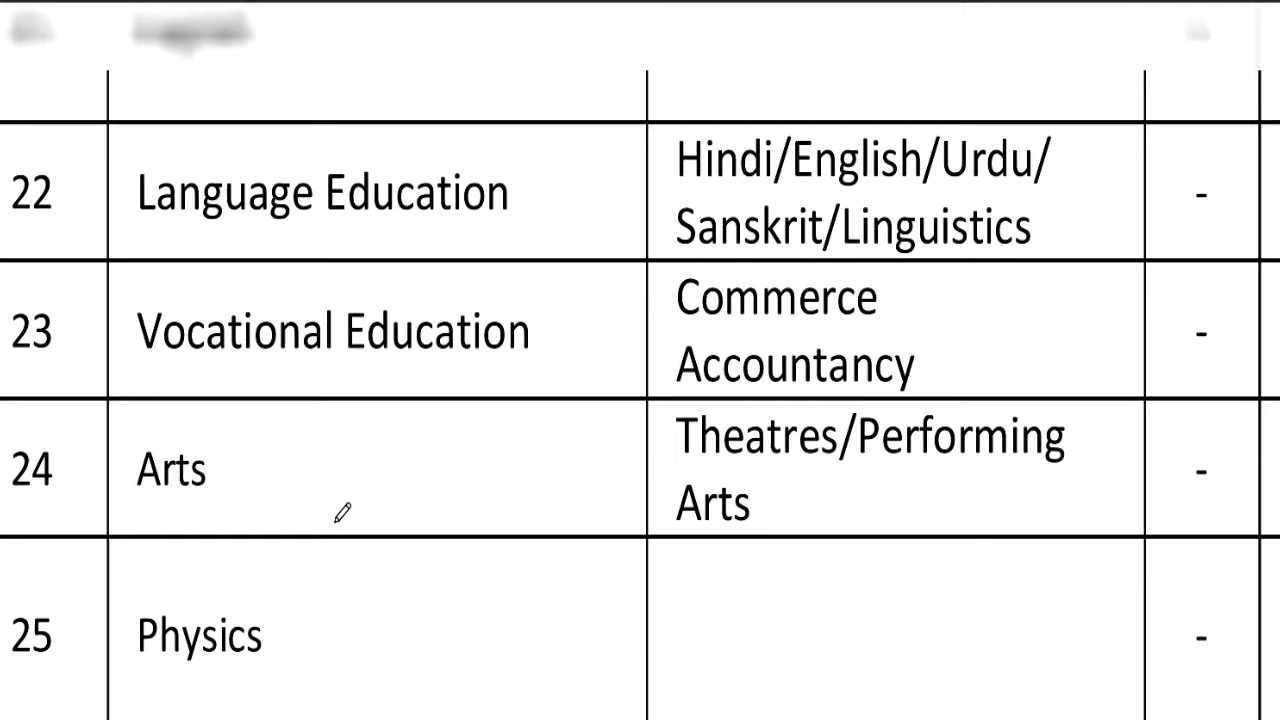 22
Language Education
Hindi/English/Urdu/
Sanskrit/Linguistics
-
23
Vocational Education
Commerce
Accountancy
-
24
Arts
Theatres/Performing
Arts
-
25
Physics
-